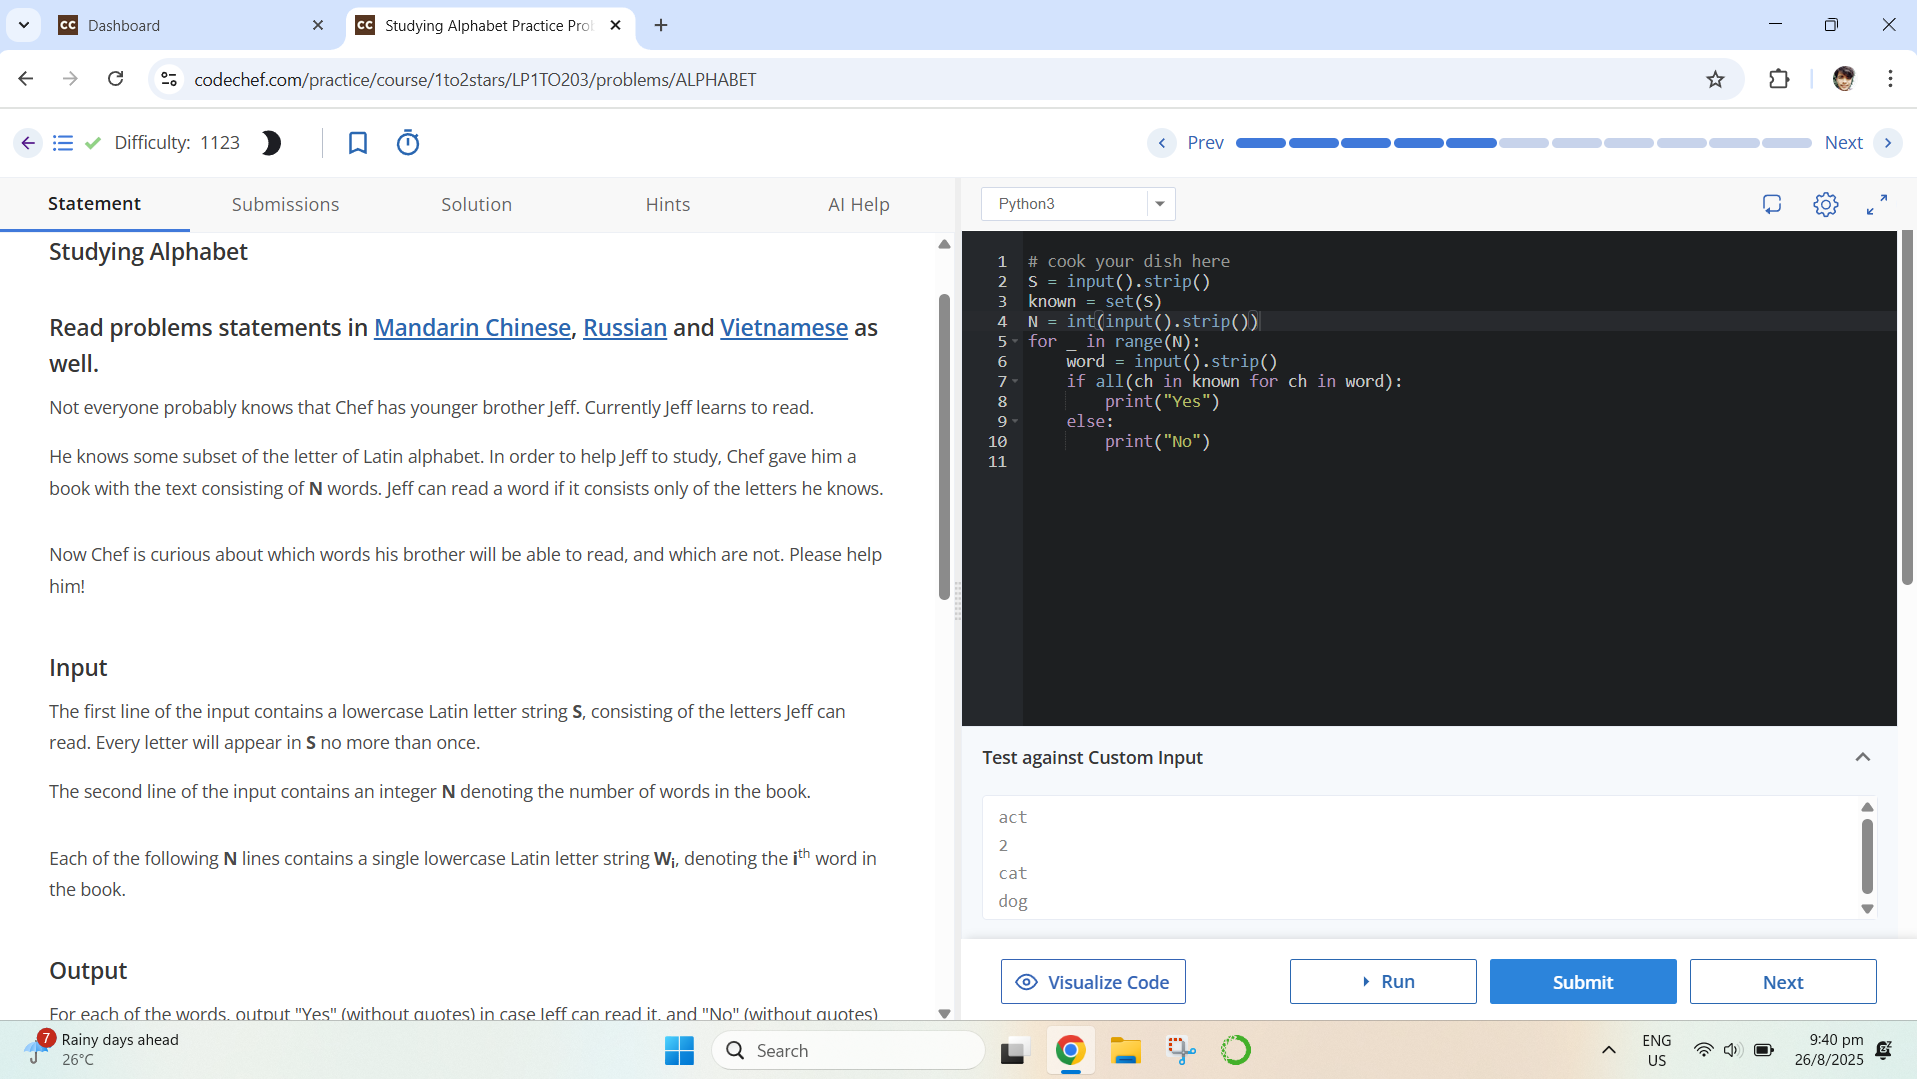 Dashboard
Studying Alphabet Practice Pro
codechef.com/practice/course/1to2stars/LP1TO203/problems/ALPHABET
Difficulty: 1123
Prev
Next
Statement
Submissions
Solution
Hints
AI Help
Studying Alphabet
Read problems statements in Mandarin Chinese, Russian and Vietnamese as
well.
Not everyone probably knows that Chef has younger brother Jeff. Currently Jeff learns to read.
He knows some subset of the letter of Latin alphabet. In order to help Jeff to study, Chef gave him a
book with the text consisting of N words. Jeff can read a word if it consists only of the letters he knows.
Now Chef is curious about which words his brother will be able to read, and which are not. Please help
him!
Input
The first line of the input contains a lowercase Latin letter string S, consisting of the letters Jeff can
read. Every letter will appear in S no more than once.
The second line of the input contains an integer N denoting the number of words in the book.
Each of the following N lines contains a single lowercase Latin letter string Wi, denoting the ith word in
the book.
Output
For each of the words, output "Yes" (without quotes) in case Jeff can read it, and "No" (without quotes)
Python3
1 # cook your dish here
2 S = input().strip()
3 known = set(S)
4 N = int(input().strip())
5 for _ in range(N):
6 word = input().strip()
7 if all(ch in known for ch in word):
8 print("Yes")
9 else:
10 print("No")
11
Test against Custom Input
act
2
cat
dog
Visualize Code
Run
Submit
Next
7
Rainy days ahead
26°C
Search
ENG
US
9:40 pm
26/8/2025